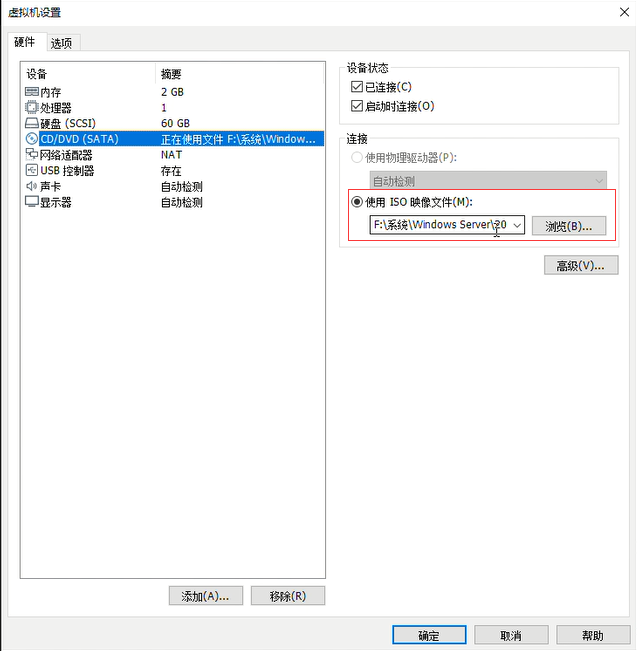 虚拟机设置
硬件 选项
设备 摘要
内存 2 GB
处理器 1
硬盘 (SCSI) 60 GB
CD/DVD (SATA) 正在使用文件 F:\系统\Window...
网络适配器 NAT
USB 控制器 存在
声卡 自动检测
显示器 自动检测
添加(A)... 移除(R)
设备状态
已连接(C)
启动时连接(O)
连接
使用物理驱动器(P):
自动检测
使用 ISO 映像文件(M):
F:\系统\Windows Server\20 浏览(B)...
高级(V)...
确定 取消 帮助